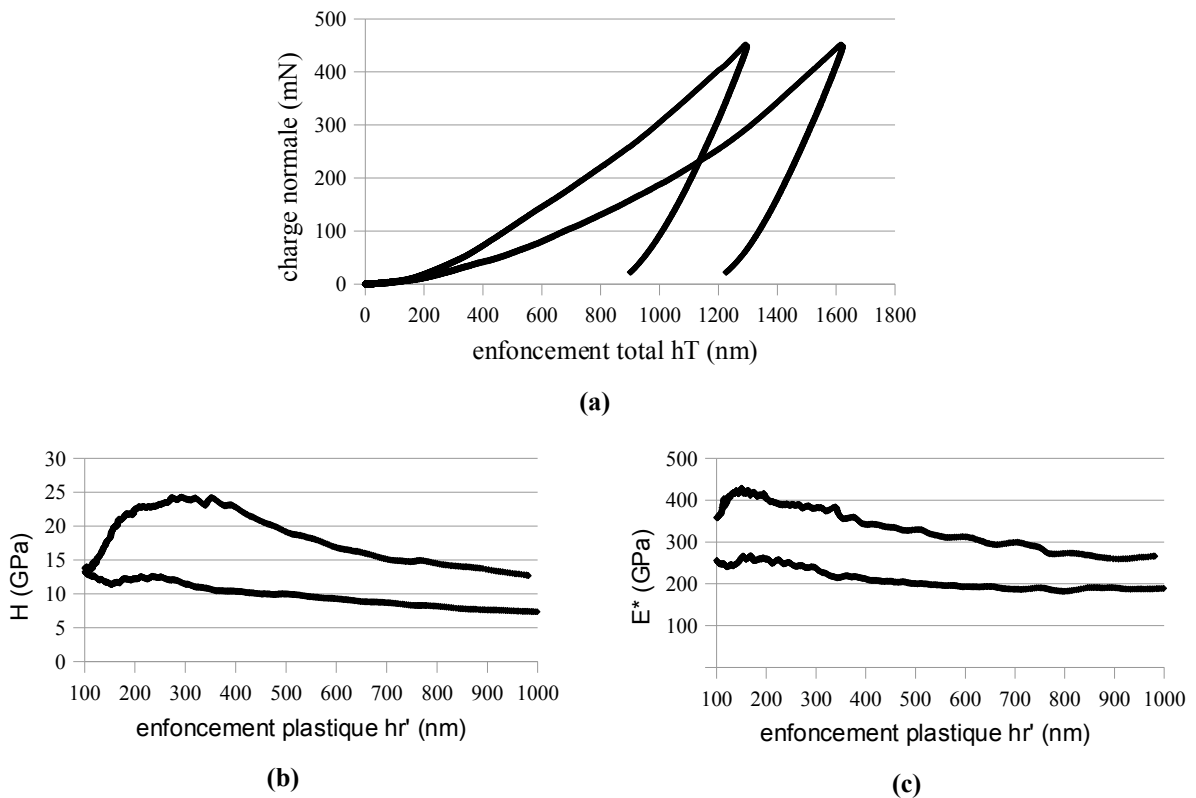 500
400
300
200
100
0
charge normale (mN)
0 200 400 600 800 1000 1200 1400 1600 1800
enfoncement total hT (nm)
(a)
30
25
20
15
10
5
0
H (GPa)
100 200 300 400 500 600 700 800 900 1000
enfoncement plastique hr' (nm)
(b)
500
400
300
200
100
E* (GPa)
100 200 300 400 500 600 700 800 900 1000
enfoncement plastique hr' (nm)
(c)